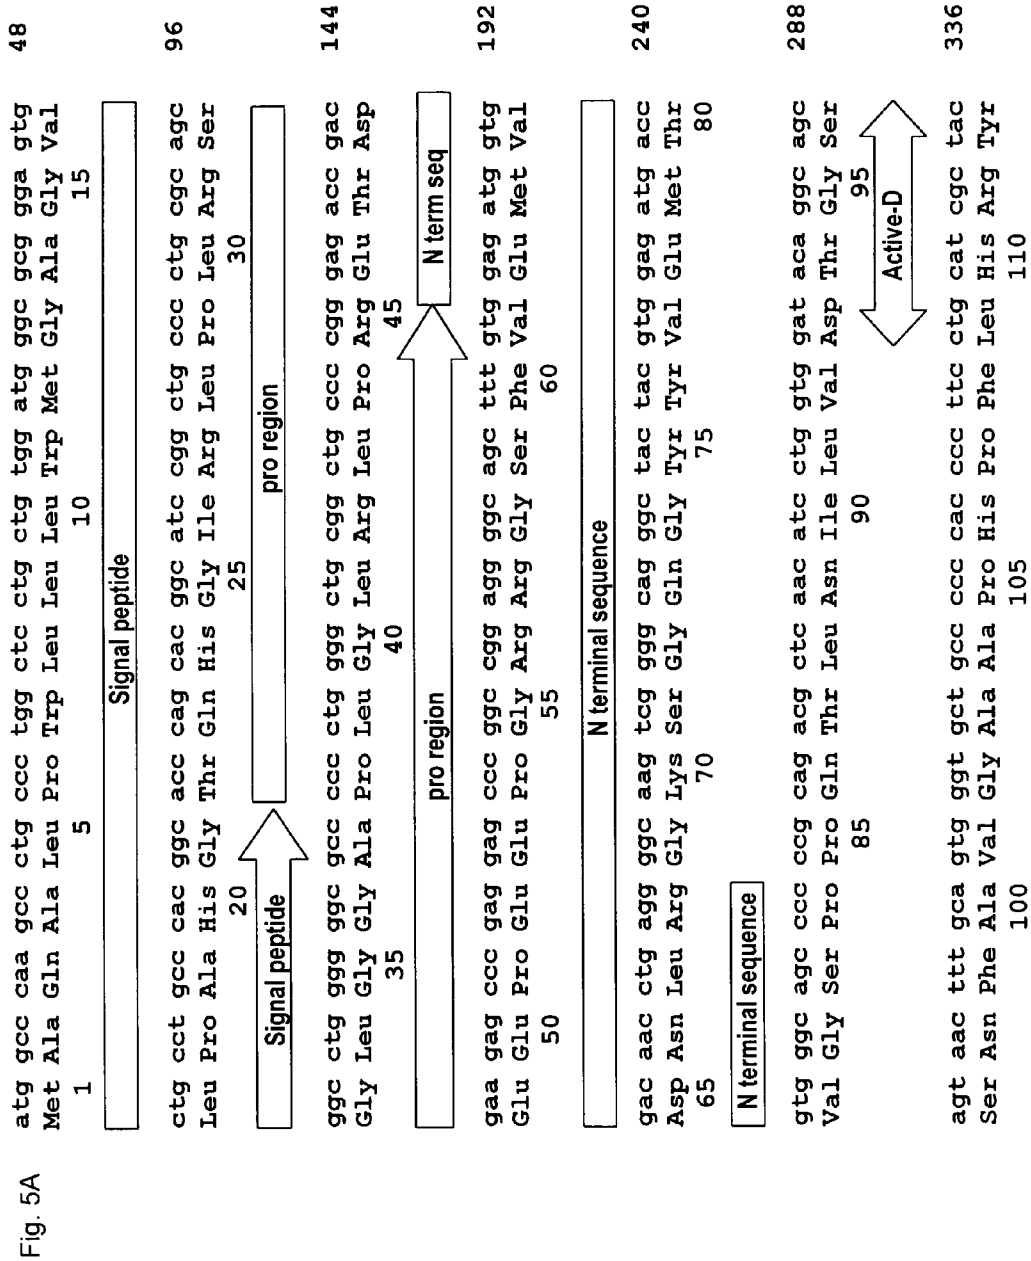 Fig. 5A
atg gcc caa gcc ctg ccc tgg ctc ctg ctg tgg atg ggc gcg gga gtg 48
Met Ala Gln Ala Leu Pro Trp Leu Leu Leu Trp Met Gly Ala Gly Val
1 5 10 15
Signal peptide
ctg cct gcc cac ggc acc cag cac ggc atc cgg ctg ccc ctg cgc agc 96
Leu Pro Ala His Gly Thr Gln His Gly Ile Arg Leu Pro Leu Arg Ser
20 25 30
Signal peptide pro region
ggc ctg ggg ggc gcc ccc ctg ggg ctg cgg ctg ccc cgg gag acc gac 144
Gly Leu Gly Gly Ala Pro Leu Gly Leu Arg Leu Pro Arg Glu Thr Asp
35 40 45
pro region N term seq
gaa gag ccc gag gag ccc ggc cgg agg ggc agc ttt gtg gag atg gtg 192
Glu Glu Pro Glu Glu Pro Gly Arg Arg Gly Ser Phe Val Glu Met Val
50 55 60
N terminal sequence
gac aac ctg agg ggc aag tcg ggg cag ggc tac tac gtg gag atg acc 240
Asp Asn Leu Arg Gly Lys Ser Gly Gln Gly Tyr Tyr Val Glu Met Thr
65 70 75 80
N terminal sequence
gtg ggc agc ccc ccg cag acg ctc aac atc ctg gtg gat aca ggc agc 288
Val Gly Ser Pro Pro Gln Thr Leu Asn Ile Leu Val Asp Thr Gly Ser
85 90 95
Active-D
agt aac ttt gca gtg ggt gct gcc ccc cac ccc ttc ctg cat cgc tac 336
Ser Asn Phe Ala Val Gly Ala Ala Pro His Pro Phe Leu His Arg Tyr
100 105 110